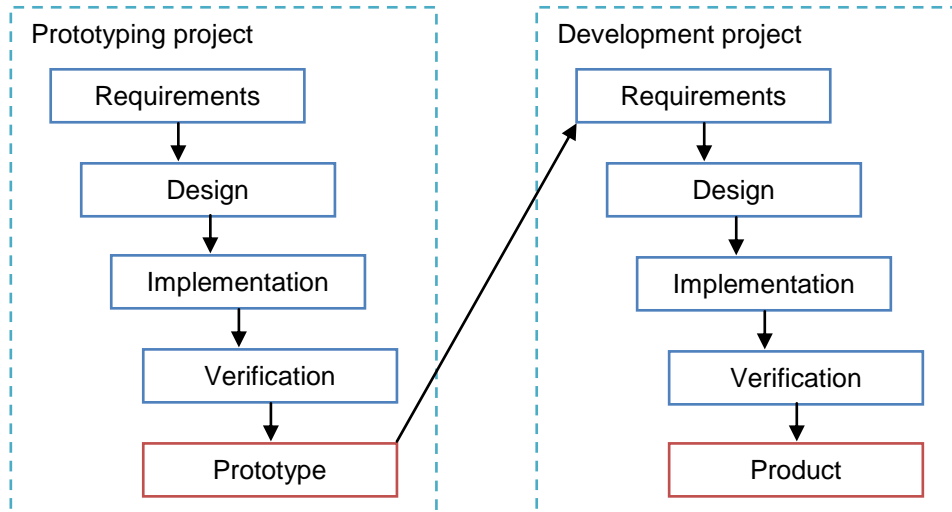 Prototyping project
Requirements
Design
Implementation
Verification
Prototype
Development project
Requirements
Design
Implementation
Verification
Product